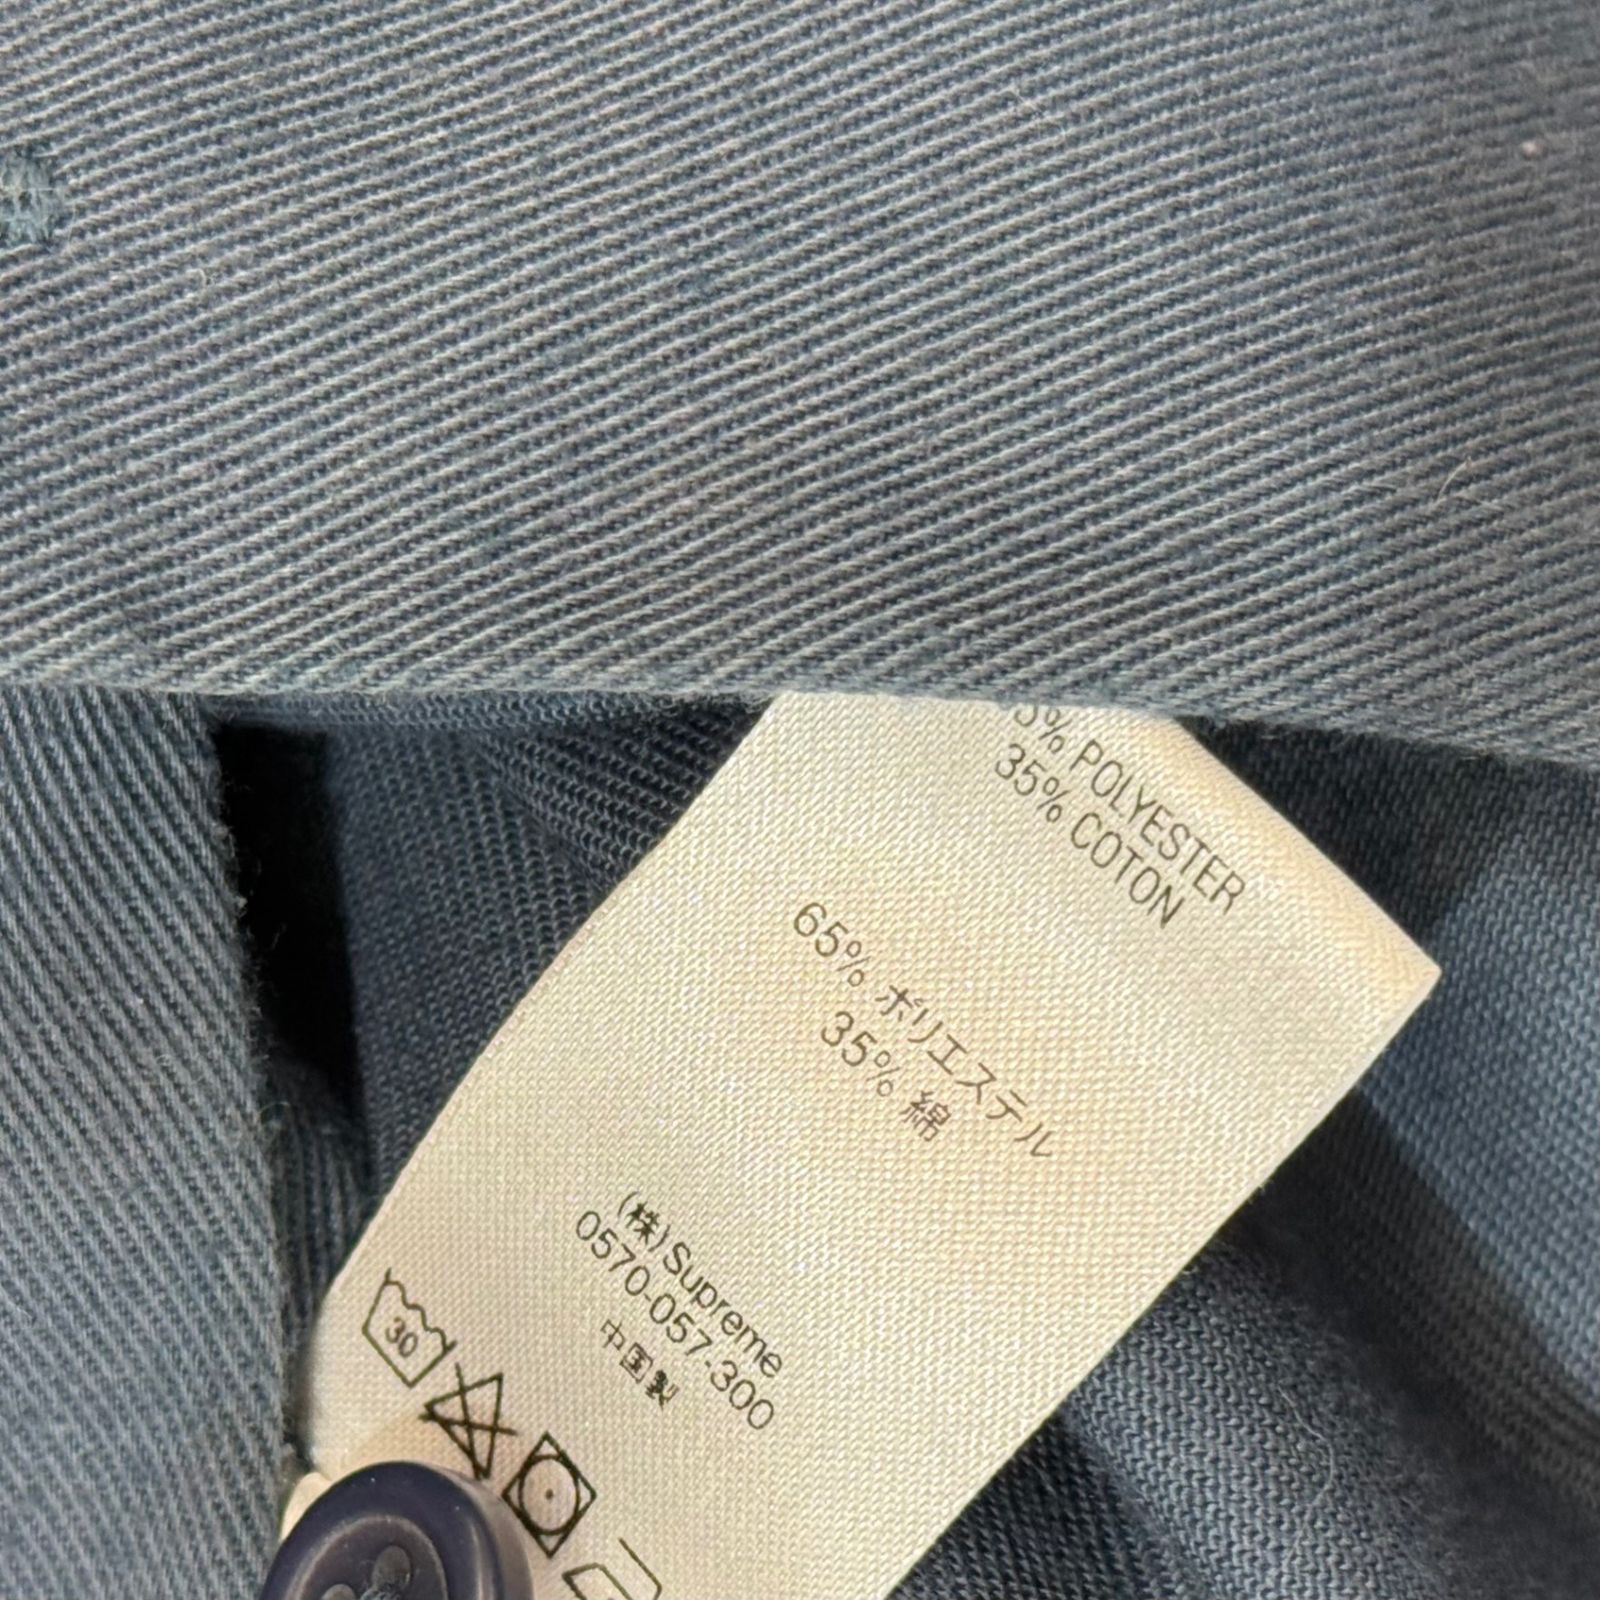 5% POLYESTER
35% COTON
65% ポリエステル
35% 綿
(株)Supreme
0570-057-300
中国製
30